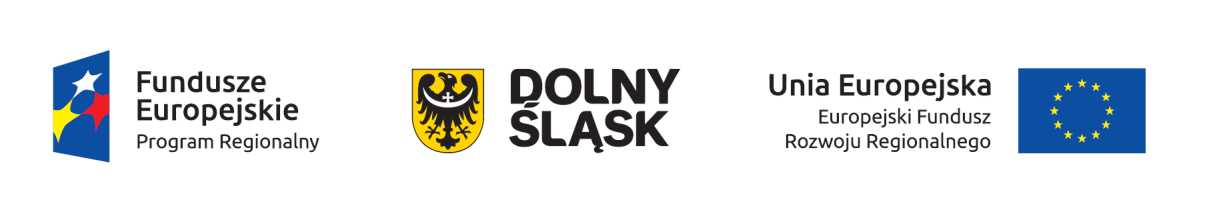 Fundusze
Europejskie
Program Regionalny
DOLNY
ŚLĄSK
Unia Europejska
Europejski Fundusz
Rozwoju Regionalnego